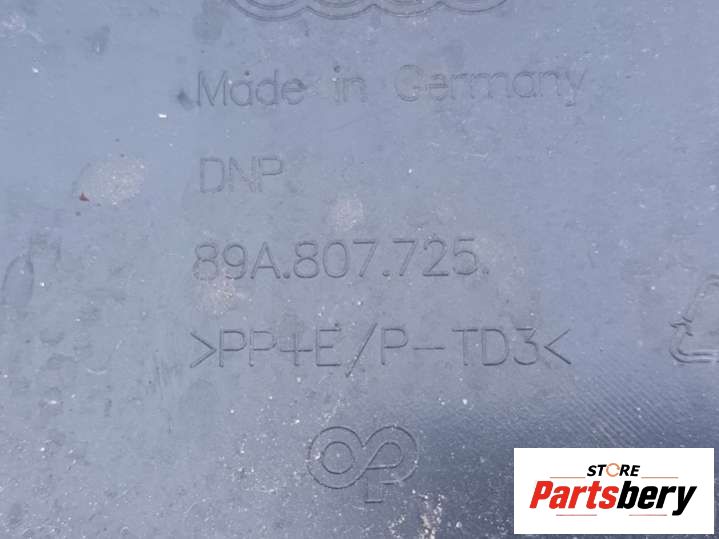 Made in Germany
DNP
89A.807.725.
>PP+E/P-TD3<
STORE
Partsbery